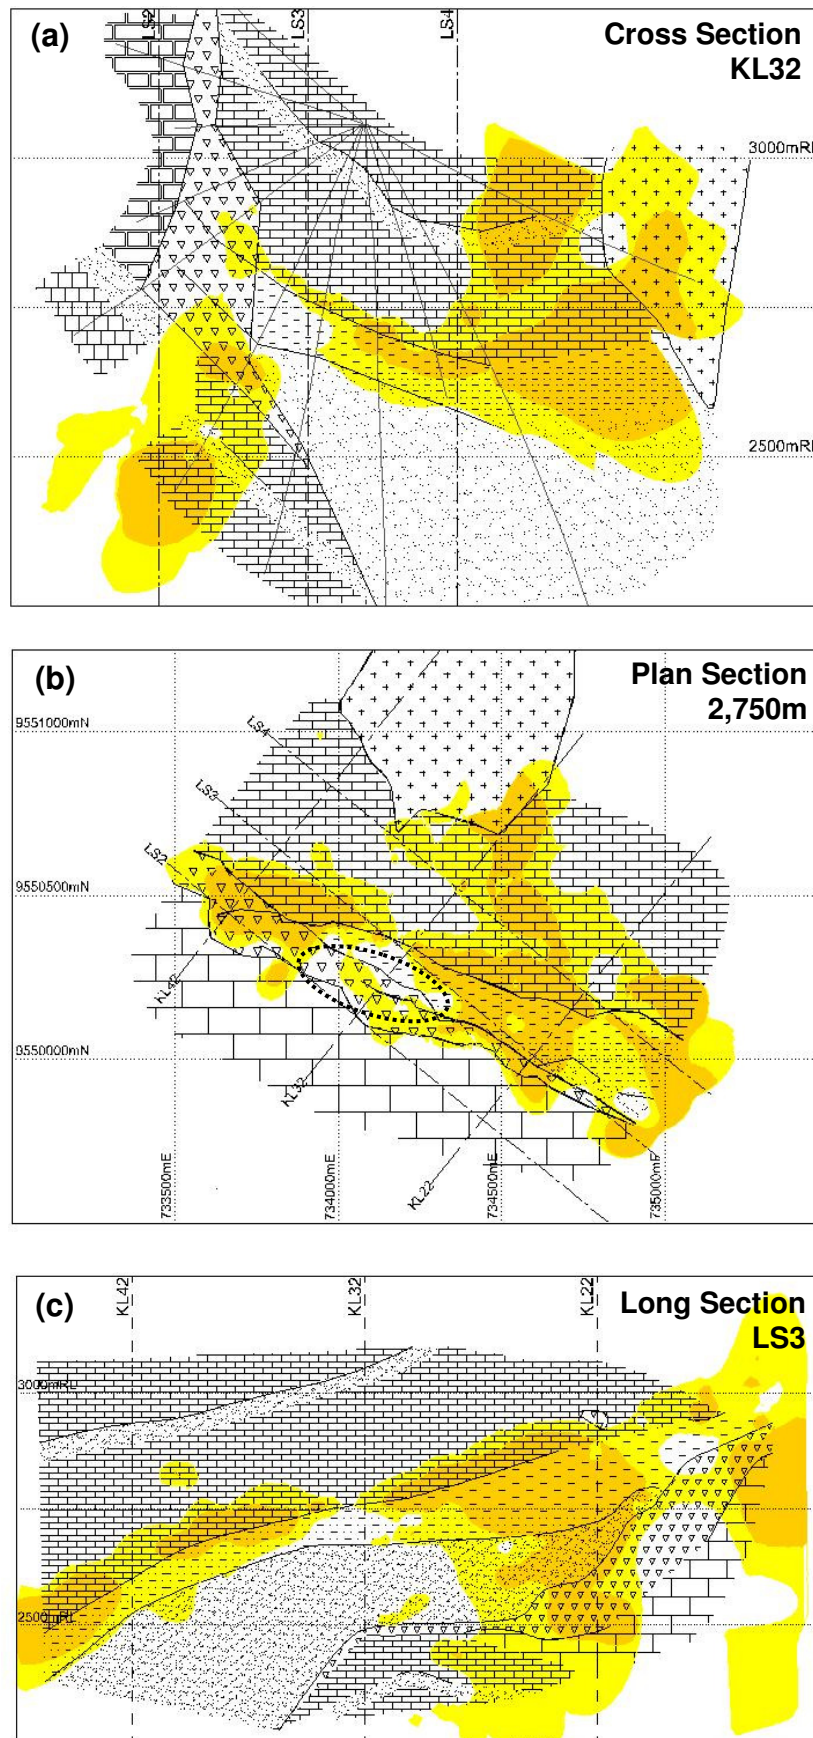 (a)
LS2
LS3
LS4
Cross Section
KL32
3000mRL
2500mRL
(b)
Plan Section
2,750m
9551000mN
LS4
LS3
LS2
9550500mN
KL42
9550000mN
KL32
KL22
733500mE
734000mE
734500mE
735000mE
(c)
KL42
KL32
KL22
Long Section
LS3
3000mRL
2500mRL